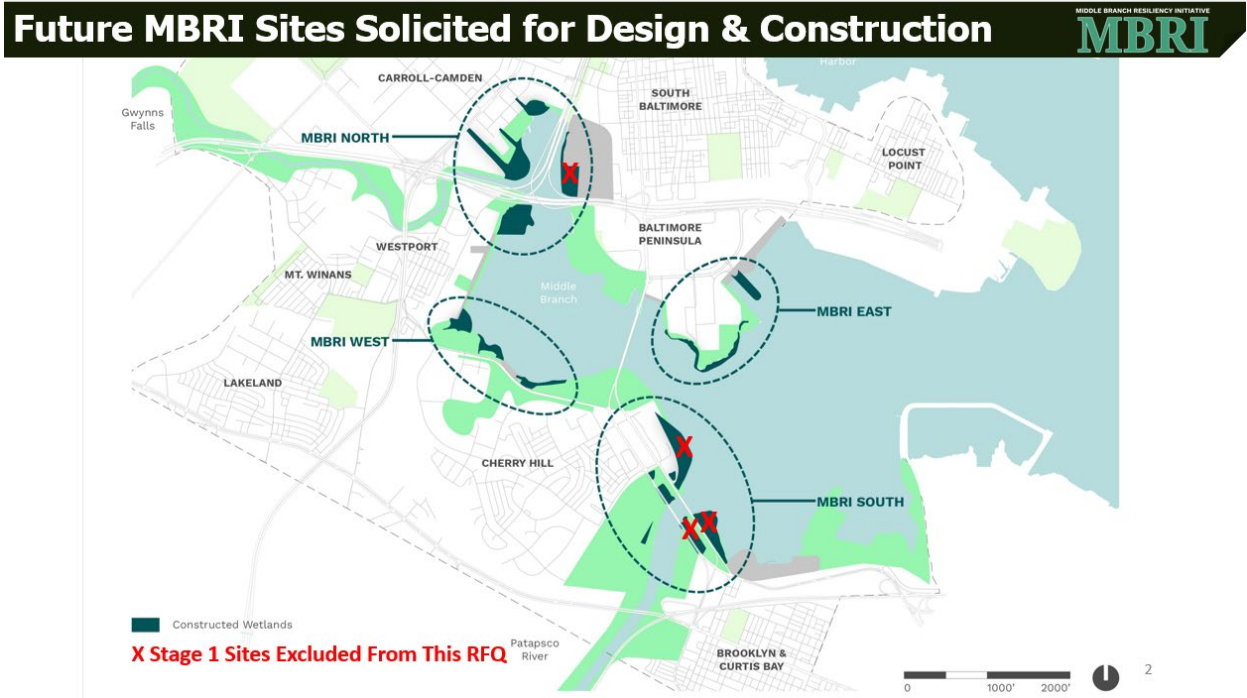 Future MBRI Sites Solicited for Design & Construction
MIDDLE BRANCH RESILIENCY INITIATIVE
MBRI
Harbor
CARROLL-CAMDEN
SOUTH
BALTIMORE
Gwynns
Falls
MBRI NORTH
LOCUST
POINT
X
BALTIMORE
PENINSULA
WESTPORT
MT. WINANS
Middle
Branch
MBRI EAST
MBRI WEST
LAKELAND
X
CHERRY HILL
MBRI SOUTH
X X
Constructed Wetlands
X Stage 1 Sites Excluded From This RFQ
Patapsco
River
BROOKLYN &
CURTIS BAY
0 1000' 2000'
2